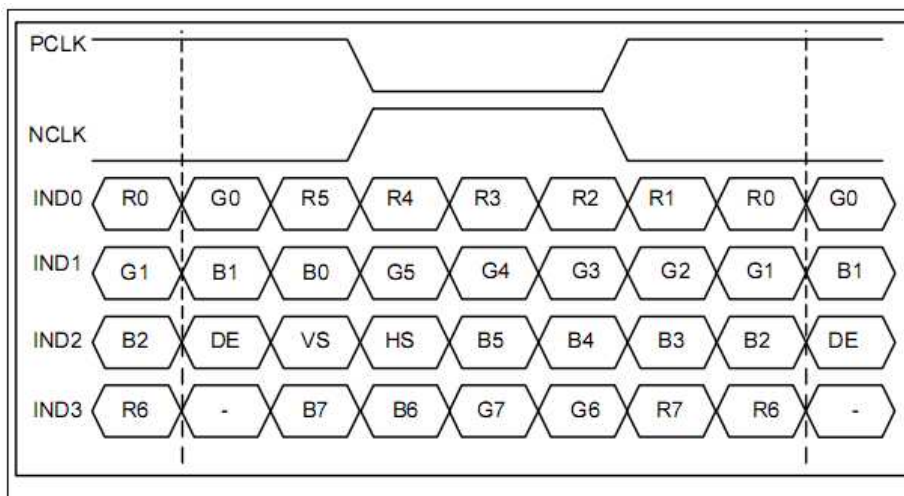 PCLK
NCLK
IND0 R0 G0 R5 R4 R3 R2 R1 R0 G0
IND1 G1 B1 B0 G5 G4 G3 G2 G1 B1
IND2 B2 DE VS HS B5 B4 B3 B2 DE
IND3 R6 - B7 B6 G7 G6 R7 R6 -